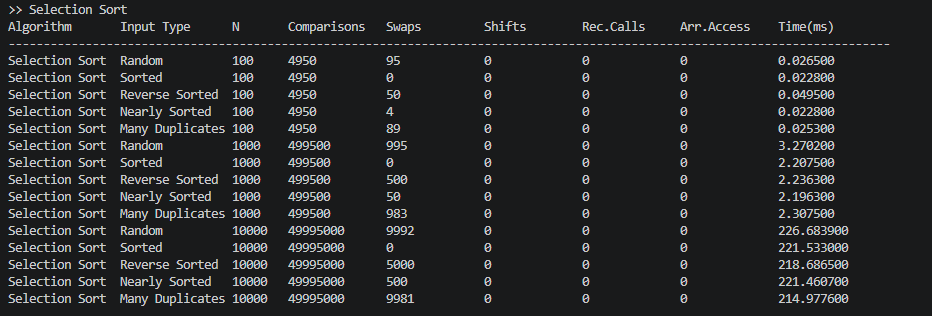 >> Selection Sort
Algorithm Input Type N Comparisons Swaps Shifts Rec.Calls Arr.Access Time(ms)
--------------------------------------------------------------------------------------------------------------
Selection Sort Random 100 4950 95 0 0 0 0.026500
Selection Sort Sorted 100 4950 0 0 0 0 0.022800
Selection Sort Reverse Sorted 100 4950 50 0 0 0 0.049500
Selection Sort Nearly Sorted 100 4950 4 0 0 0 0.022800
Selection Sort Many Duplicates 100 4950 89 0 0 0 0.025300
Selection Sort Random 1000 499500 995 0 0 0 3.270200
Selection Sort Sorted 1000 499500 0 0 0 0 2.207500
Selection Sort Reverse Sorted 1000 499500 500 0 0 0 2.236300
Selection Sort Nearly Sorted 1000 499500 50 0 0 0 2.196300
Selection Sort Many Duplicates 1000 499500 983 0 0 0 2.307500
Selection Sort Random 10000 49995000 9992 0 0 0 226.683900
Selection Sort Sorted 10000 49995000 0 0 0 0 221.533000
Selection Sort Reverse Sorted 10000 49995000 5000 0 0 0 218.686500
Selection Sort Nearly Sorted 10000 49995000 500 0 0 0 221.460700
Selection Sort Many Duplicates 10000 49995000 9981 0 0 0 214.977600